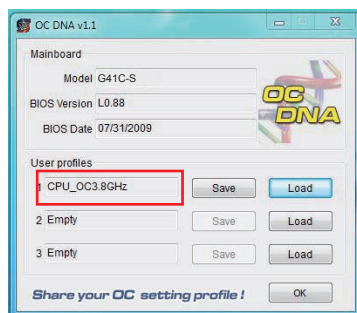 OC DNA v1.1
Mainboard
Model G41C-S
BIOS Version L0.88
BIOS Date 07/31/2009
OC
DNA
User profiles
1 CPU_OC3.8GHz Save Load
2 Empty Save Load
3 Empty Save Load
Share your OC setting profile! OK